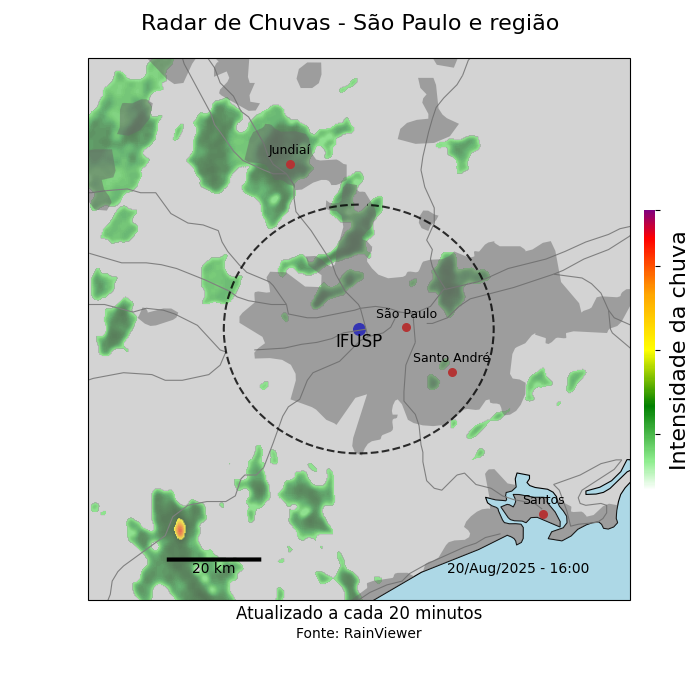 Radar de Chuvas - São Paulo e região
Jundiaí
São Paulo
IFUSP
Santo André
Intensidade da chuva
Santos
20 km
20/Aug/2025 - 16:00
Atualizado a cada 20 minutos
Fonte: RainViewer